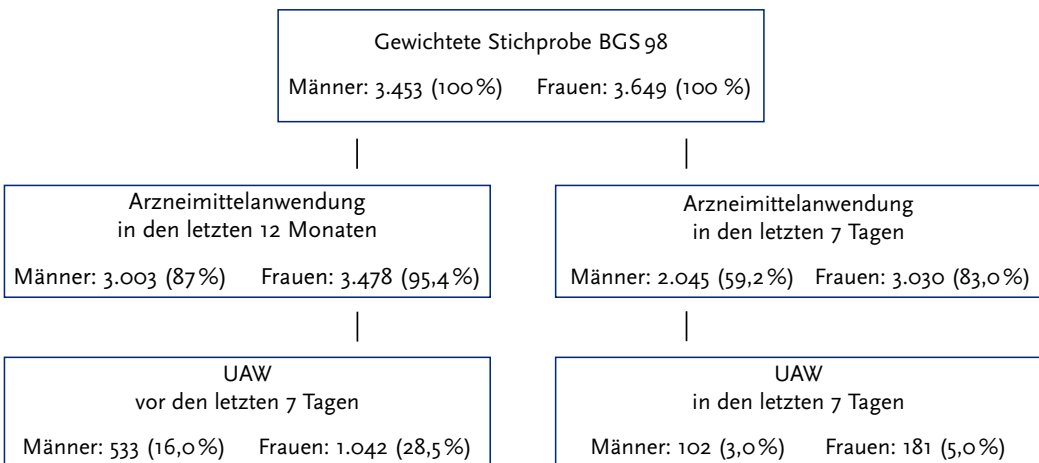 Gewichtete Stichprobe BGS 98
Männer: 3.453 (100 %) Frauen: 3.649 (100 %)
Arzneimittelanwendung
in den letzten 12 Monaten
Männer: 3.003 (87 %) Frauen: 3.478 (95,4 %)
Arzneimittelanwendung
in den letzten 7 Tagen
Männer: 2.045 (59,2 %) Frauen: 3.030 (83,0 %)
UAW
vor den letzten 7 Tagen
Männer: 533 (16,0 %) Frauen: 1.042 (28,5 %)
UAW
in den letzten 7 Tagen
Männer: 102 (3,0 %) Frauen: 181 (5,0 %)